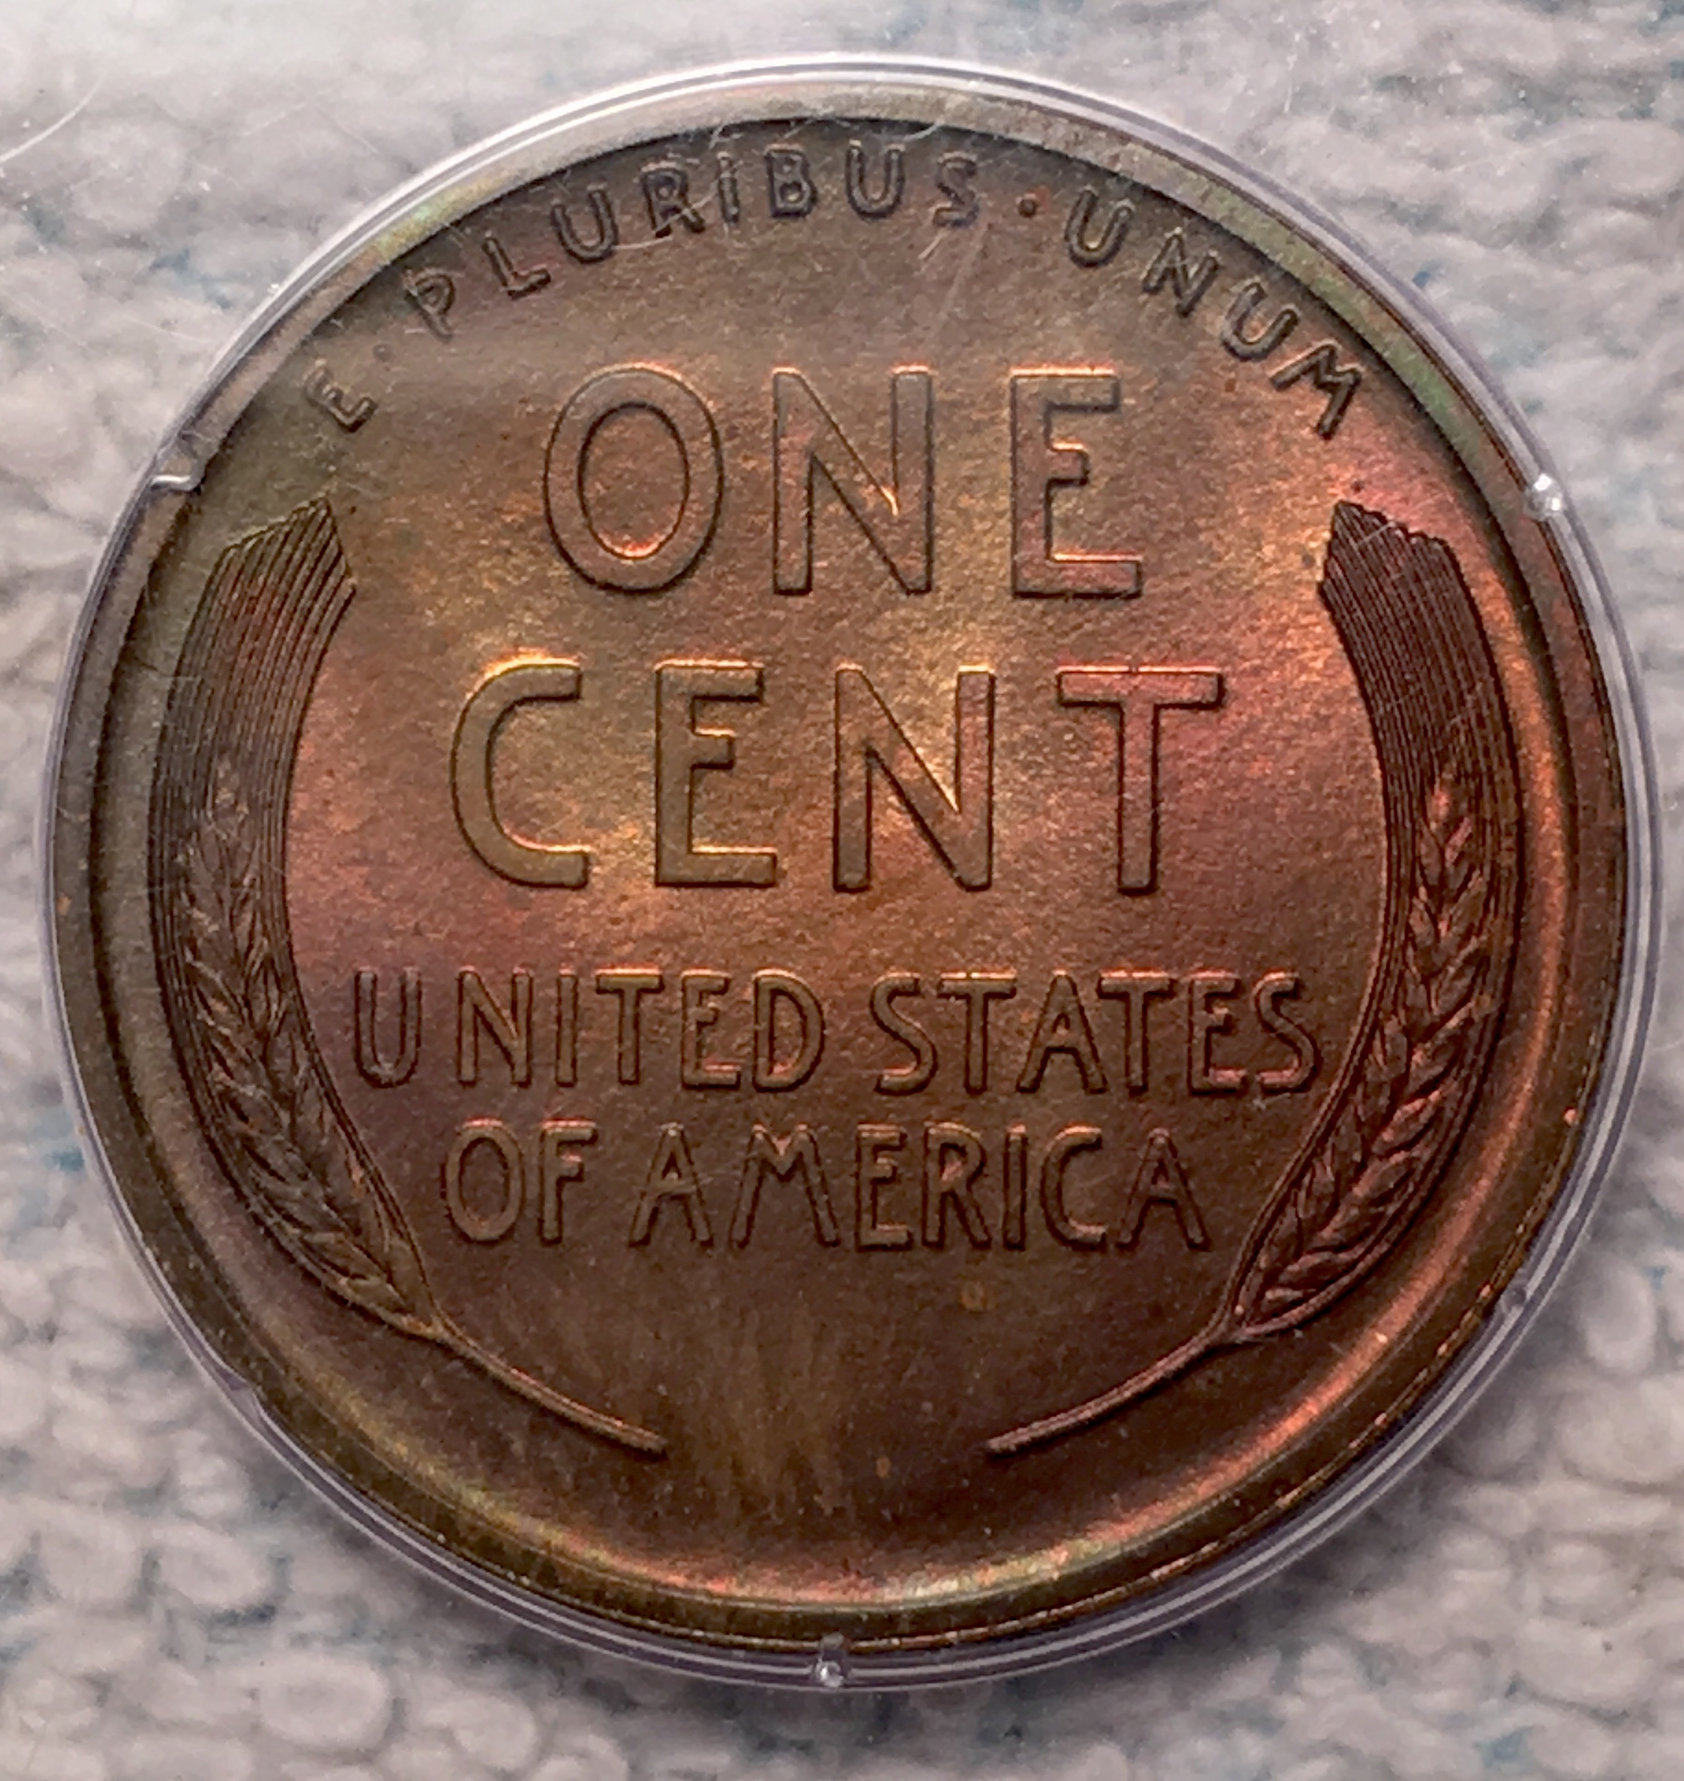 E·PLURIBUS·UNUM
ONE
CENT
UNITED STATES
OF AMERICA